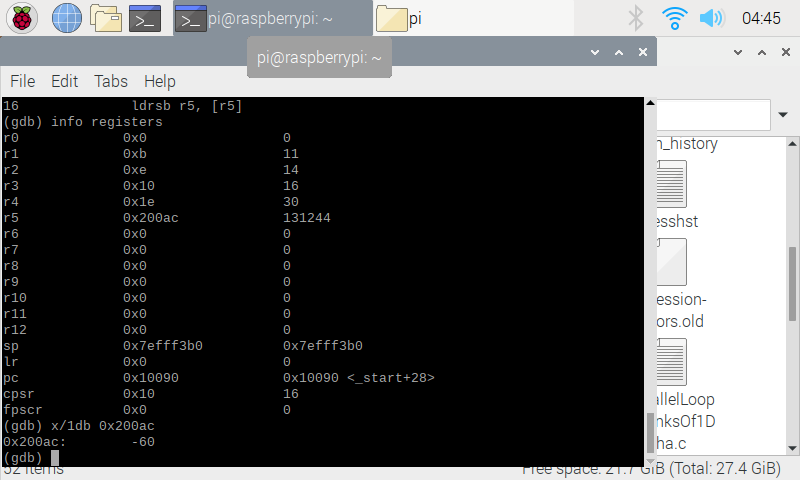 pi@raspberrypi: ~
pi
04:45
pi@raspberrypi: ~
File Edit Tabs Help
16 ldrsb r5, [r5]
(gdb) info registers
r0 0x0 0
r1 0xb 11
r2 0xe 14
r3 0x10 16
r4 0x1e 30
r5 0x200ac 131244
r6 0x0 0
r7 0x0 0
r8 0x0 0
r9 0x0 0
r10 0x0 0
r11 0x0 0
r12 0x0 0
sp 0x7efff3b0 0x7efff3b0
lr 0x0 0
pc 0x10090 0x10090 <_start+28>
cpsr 0x10 16
fpscr 0x0 0
(gdb) x/1db 0x200ac
0x200ac: -60
(gdb)
_history
esshst
ession-
ors.old
allelLoop
nksOf1D
ha.c
52 items
Free space: 21.7 GiB (Total: 27.4 GiB)